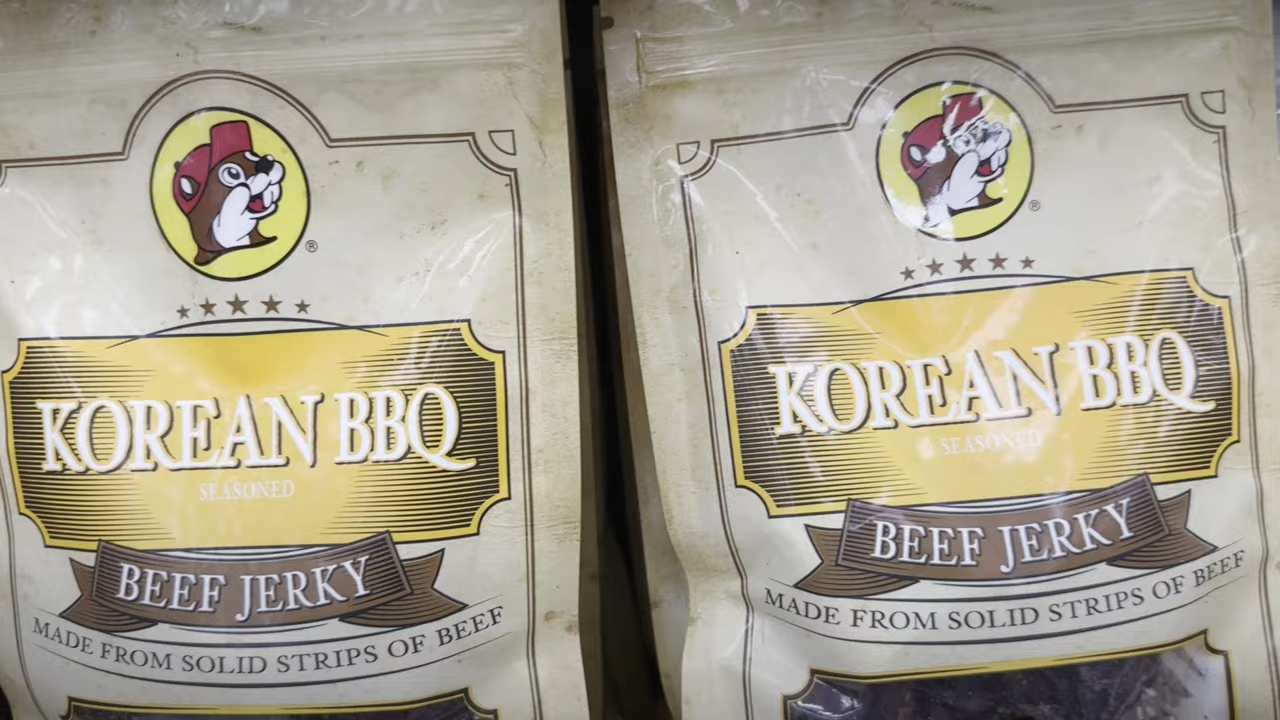 ®
KOREAN BBQ
SEASONED
BEEF JERKY
MADE FROM SOLID STRIPS OF BEEF
®
KOREAN BBQ
SEASONED
BEEF JERKY
MADE FROM SOLID STRIPS OF BEEF